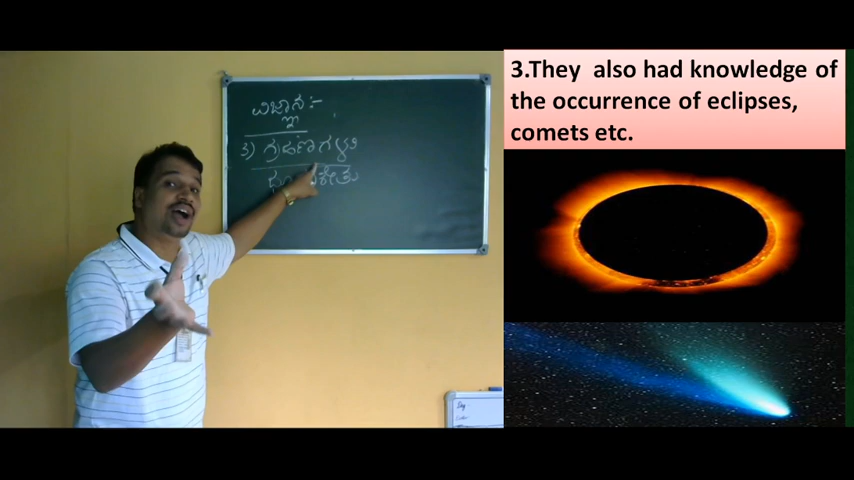 ವಿಜ್ಞಾನ :-
3) ಗ್ರಹಣಗಳು
3.They also had knowledge of
the occurrence of eclipses,
comets etc.